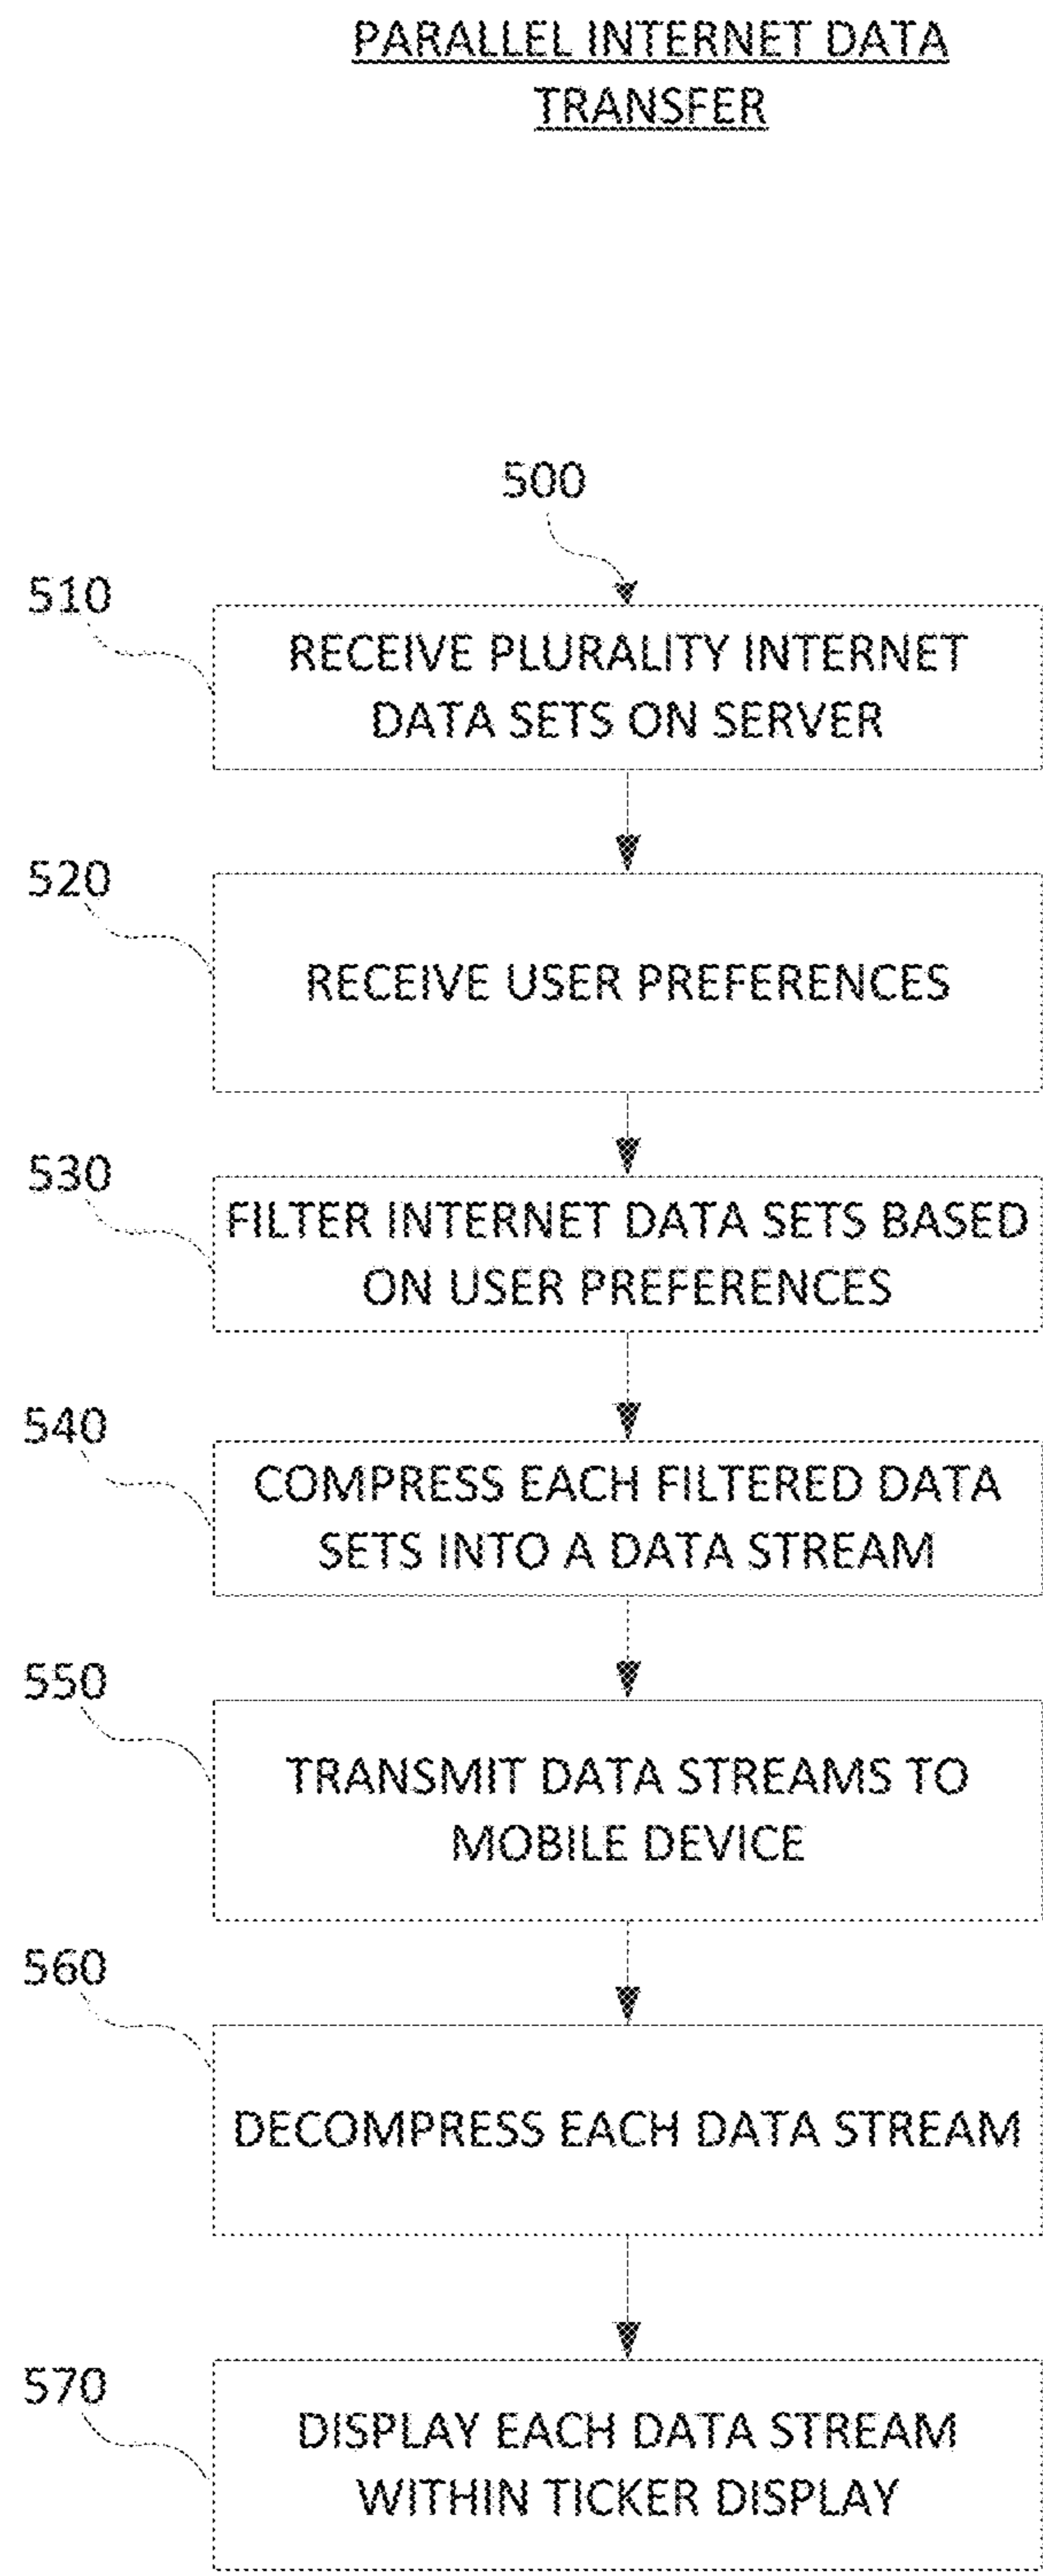 PARALLEL INTERNET DATA
TRANSFER
500
510
RECEIVE PLURALITY INTERNET
DATA SETS ON SERVER
520
RECEIVE USER PREFERENCES
530
FILTER INTERNET DATA SETS BASED
ON USER PREFERENCES
540
COMPRESS EACH FILTERED DATA
SETS INTO A DATA STREAM
550
TRANSMIT DATA STREAMS TO
MOBILE DEVICE
560
DECOMPRESS EACH DATA STREAM
570
DISPLAY EACH DATA STREAM
WITHIN TICKER DISPLAY